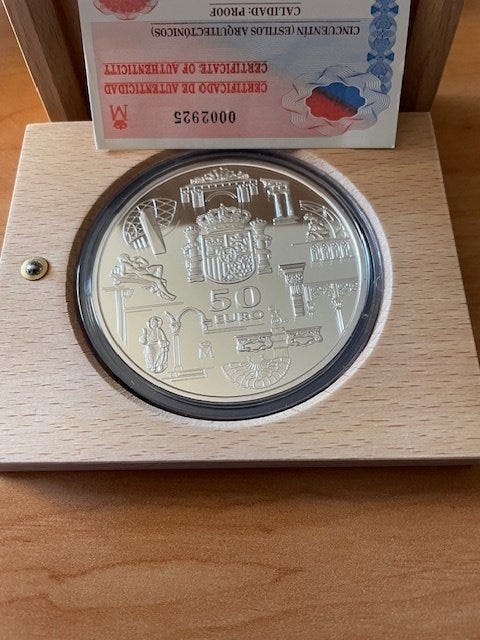 0002925
CERTIFICADO DE AUTENTICIDAD
CERTIFICATE OF AUTHENTICITY
CINCUENTÍN (ESTILOS ARQUITECTÓNICOS)
CALIDAD: PROOF
50
EURO
M